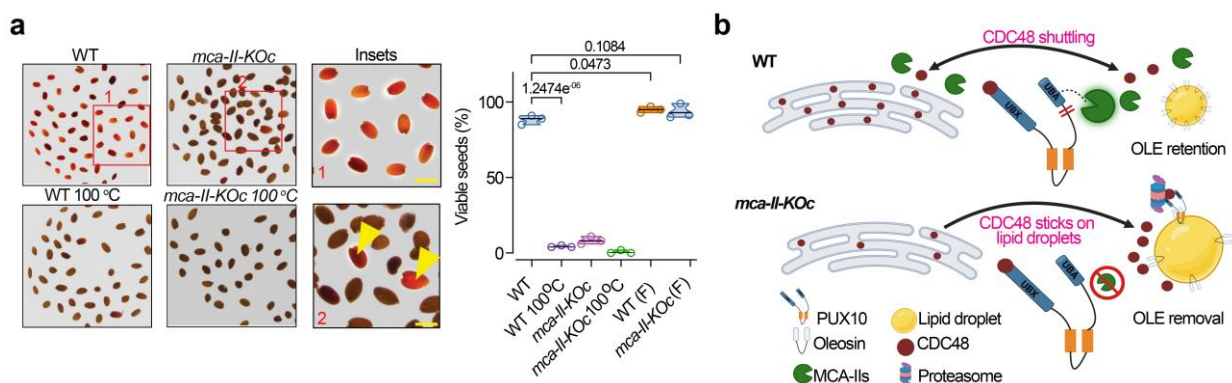 a
WT
mca-II-KOc
Insets
1
2
1
WT 100 °C
mca-II-KOc 100 °C
2
0.1084
0.0473
1.2474e-06
100
50
0
Viable seeds (%)
WT
WT 100°C
mca-II-KOc
mca-II-KOc 100°C
WT (F)
mca-II-KOc (F)
b
WT
CDC48 shuttling
UBX
UBA
OLE retention
mca-II-KOc
CDC48 sticks on
lipid droplets
UBX
UBA
OLE removal
PUX10
Oleosin
MCA-IIs
Lipid droplet
CDC48
Proteasome